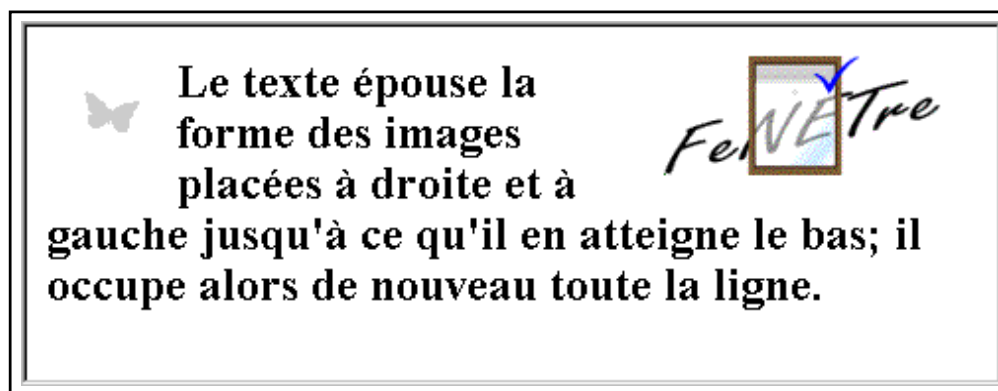 Le texte épouse la
forme des images
placées à droite et à
gauche jusqu'à ce qu'il en atteigne le bas; il
occupe alors de nouveau toute la ligne.
FeNETre